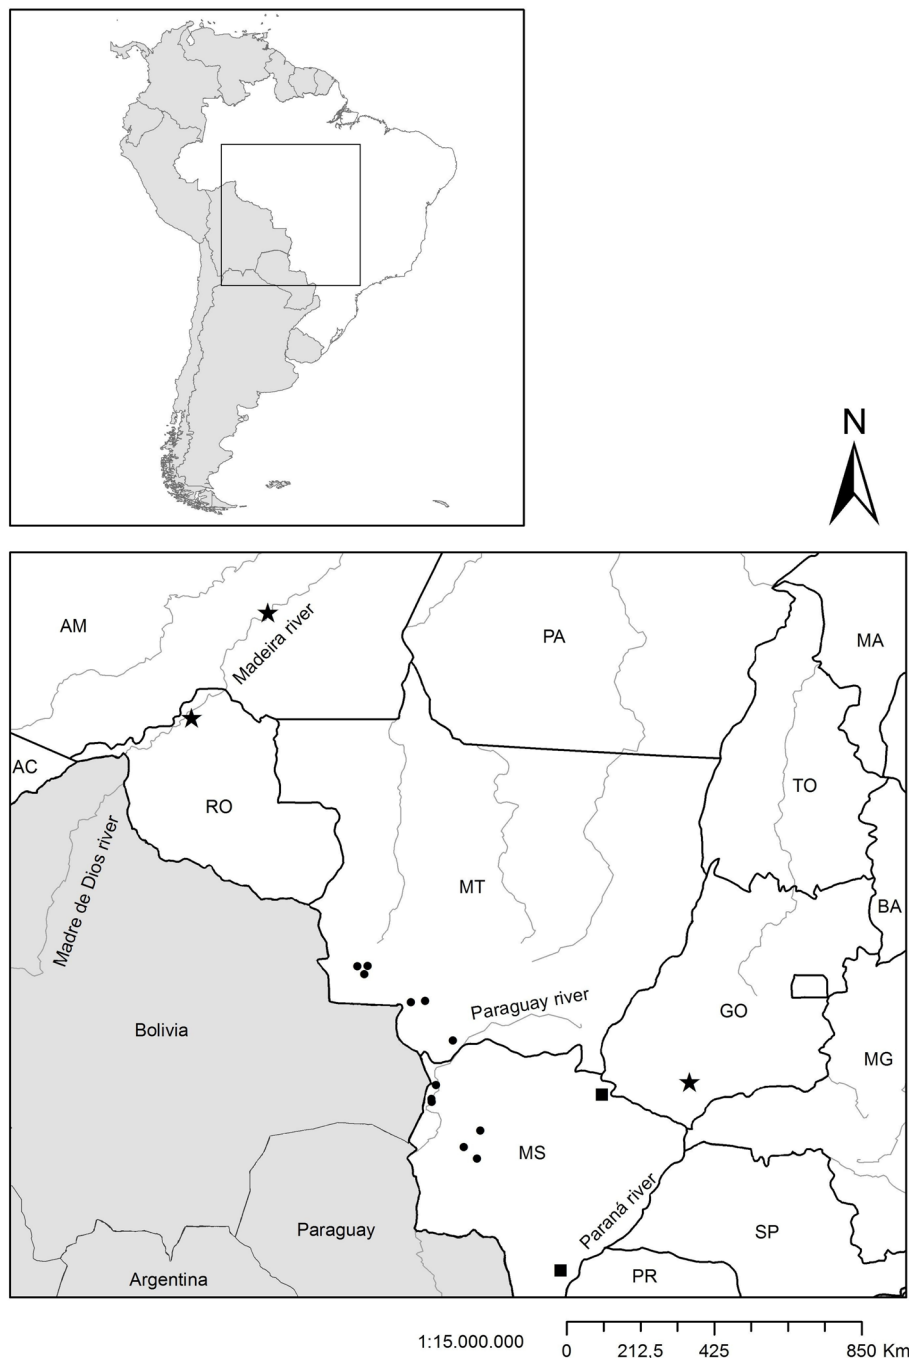 N
AM
Madeira river
PA
MA
AC
RO
TO
Madre de Dios river
MT
BA
Paraguay river
GO
Bolivia
MG
MS
Paraná river
Paraguay
SP
Argentina
PR
1:15.000.000
0 212,5 425 850 Km